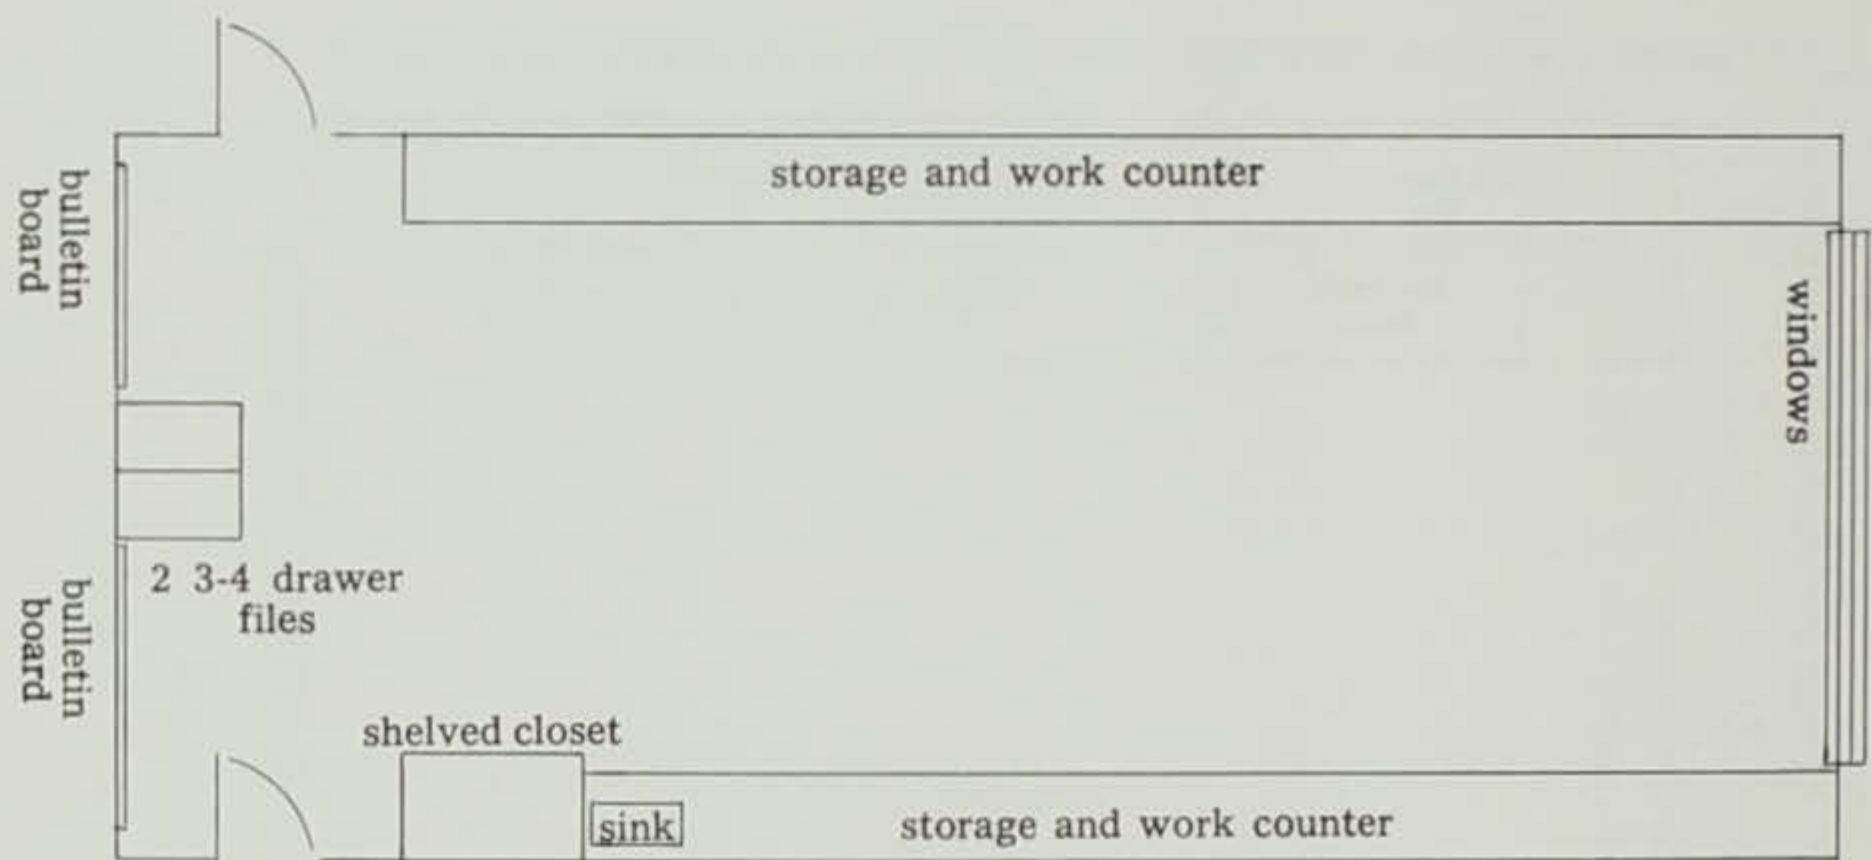 storage and work counter
bulletin
board
windows
2 3-4 drawer
files
bulletin
board
shelved closet
sink
storage and work counter